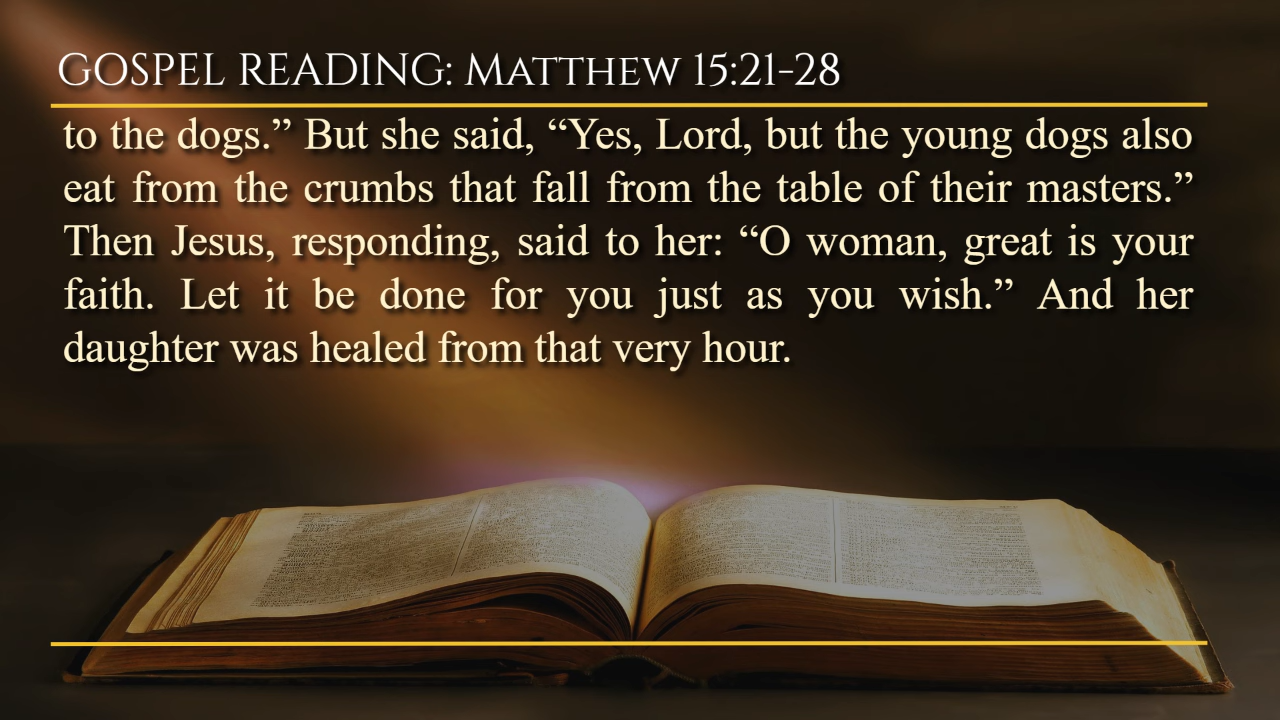 GOSPEL READING: MATTHEW 15:21-28
to the dogs.” But she said, “Yes, Lord, but the young dogs also
eat from the crumbs that fall from the table of their masters.”
Then Jesus, responding, said to her: “O woman, great is your
faith. Let it be done for you just as you wish.” And her
daughter was healed from that very hour.